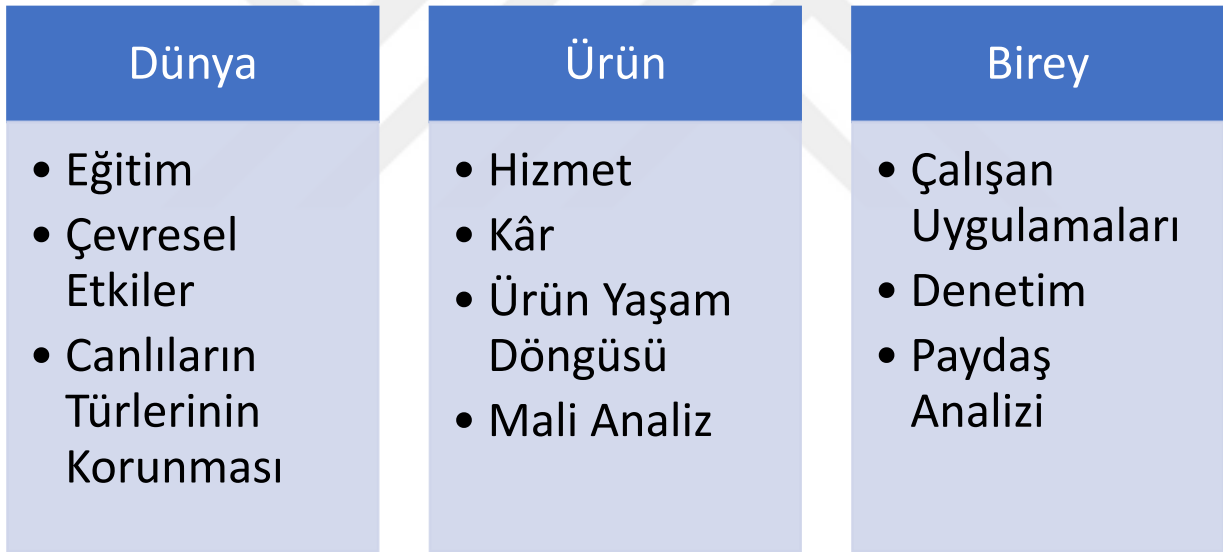 Dünya
• Eğitim
• Çevresel
Etkiler
• Canlıların
Türlerinin
Korunması
Ürün
• Hizmet
• Kâr
• Ürün Yaşam
Döngüsü
• Mali Analiz
Birey
• Çalışan
Uygulamaları
• Denetim
• Paydaş
Analizi